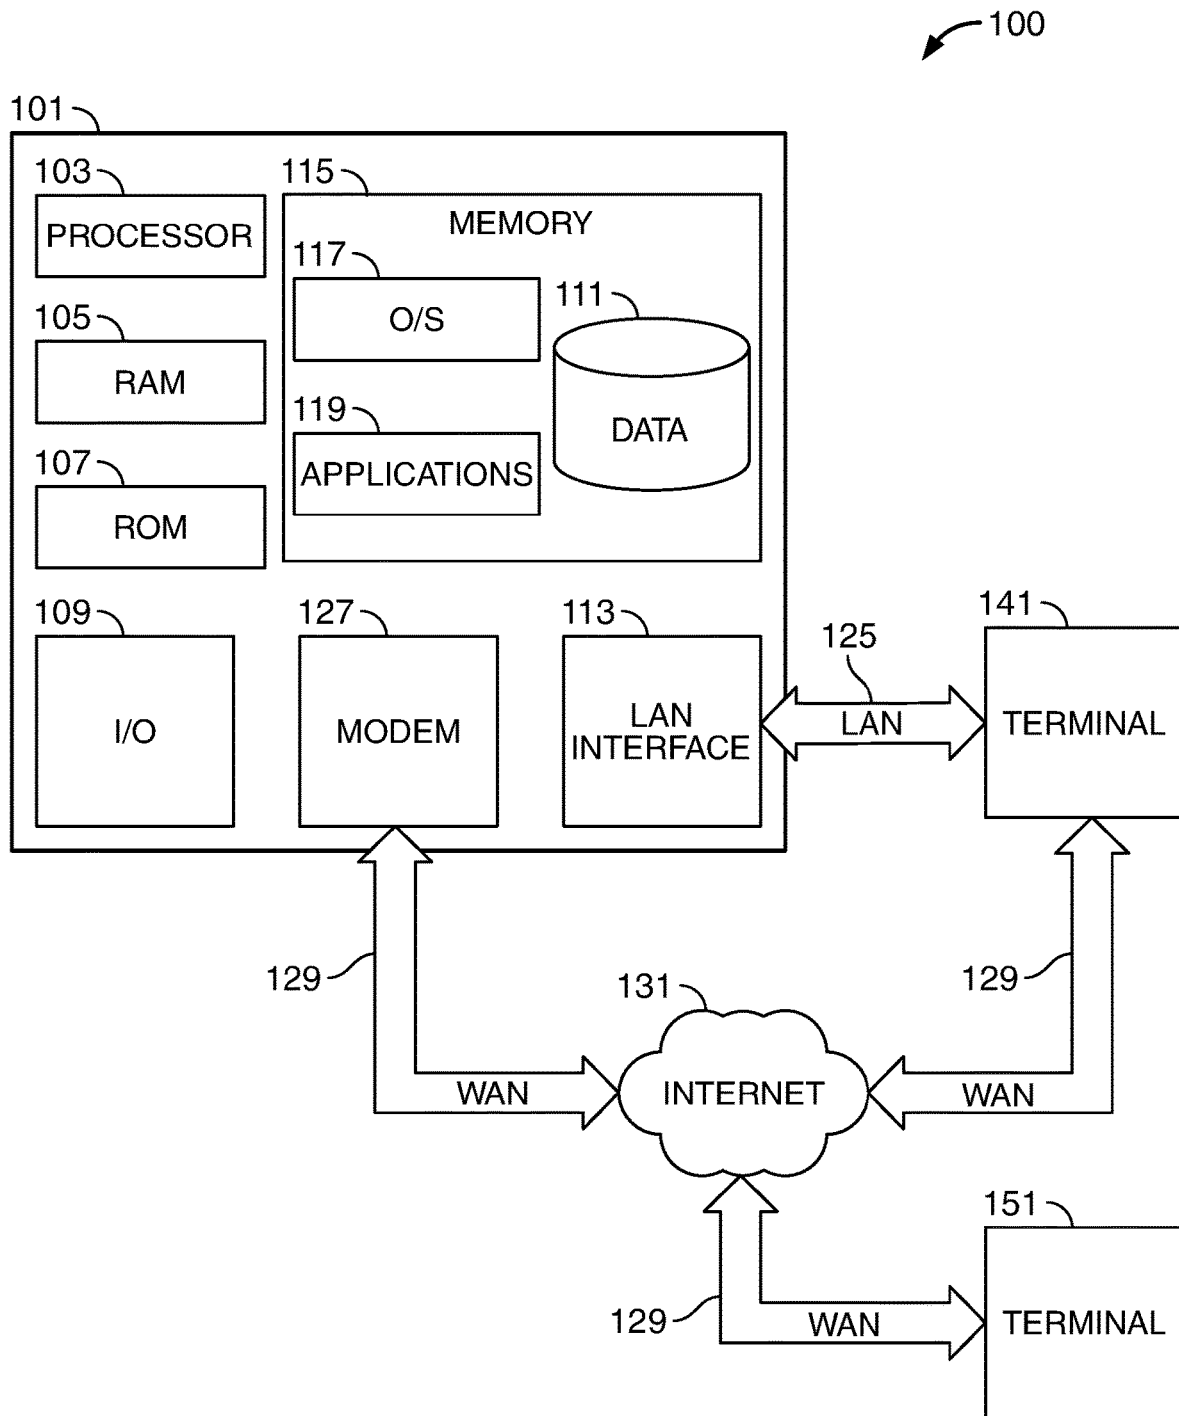 100
101
103
PROCESSOR
115
MEMORY
117
O/S
111
DATA
105
RAM
119
APPLICATIONS
107
ROM
109
I/O
127
MODEM
113
LAN
INTERFACE
125
LAN
141
TERMINAL
129
WAN
131
INTERNET
129
WAN
129
WAN
151
TERMINAL